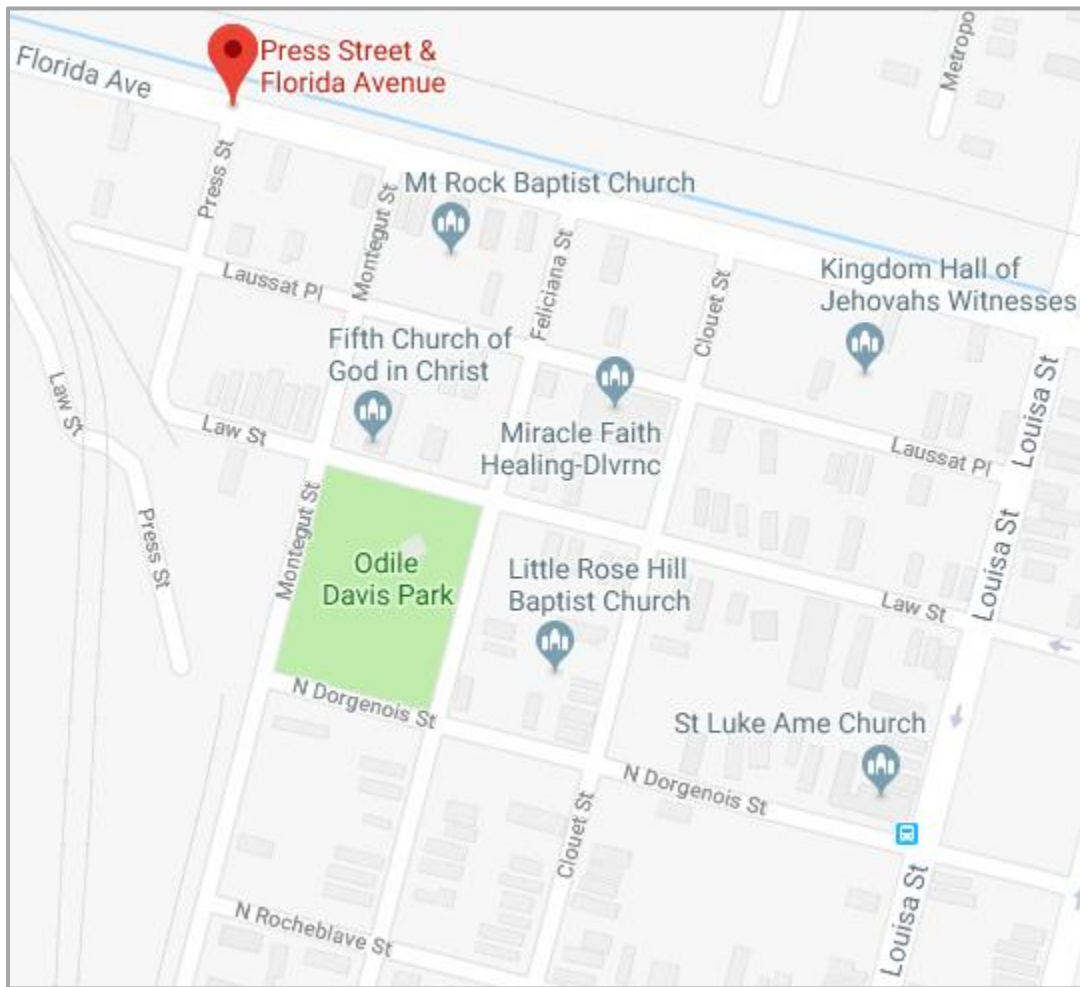 Florida Ave
Press Street &
Florida Avenue
Metropo
Press St
Montegut St
Mt Rock Baptist Church
Feliciana St
Clouet St
Kingdom Hall of
Jehovahs Witnesses
Laussat Pl
Fifth Church of
God in Christ
Louisa St
Law St
Law St
Miracle Faith
Healing-Dlvrnc
Laussat Pl
Press St
Montegut St
Odile
Davis Park
Little Rose Hill
Baptist Church
Louisa St
Law St
N Dorgenois St
St Luke Ame Church
N Dorgenois St
Clouet St
Louisa St
N Rocheblave St